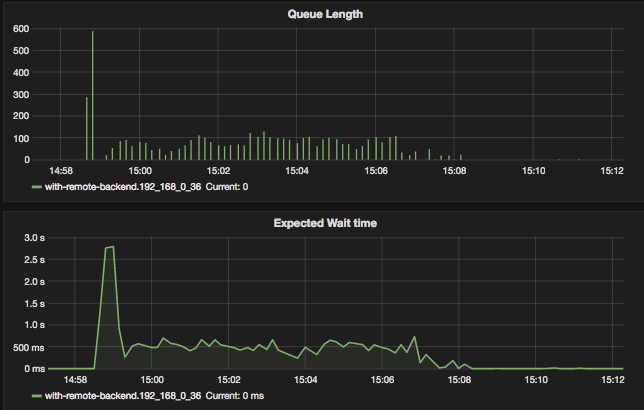 Queue Length
600
500
400
300
200
100
0
14:58 15:00 15:02 15:04 15:06 15:08 15:10 15:12
with-remote-backend.192_168_0_36 Current: 0
Expected Wait time
3.0 s
2.5 s
2.0 s
1.5 s
1.0 s
500 ms
0 ms
14:58 15:00 15:02 15:04 15:06 15:08 15:10 15:12
with-remote-backend.192_168_0_36 Current: 0 ms